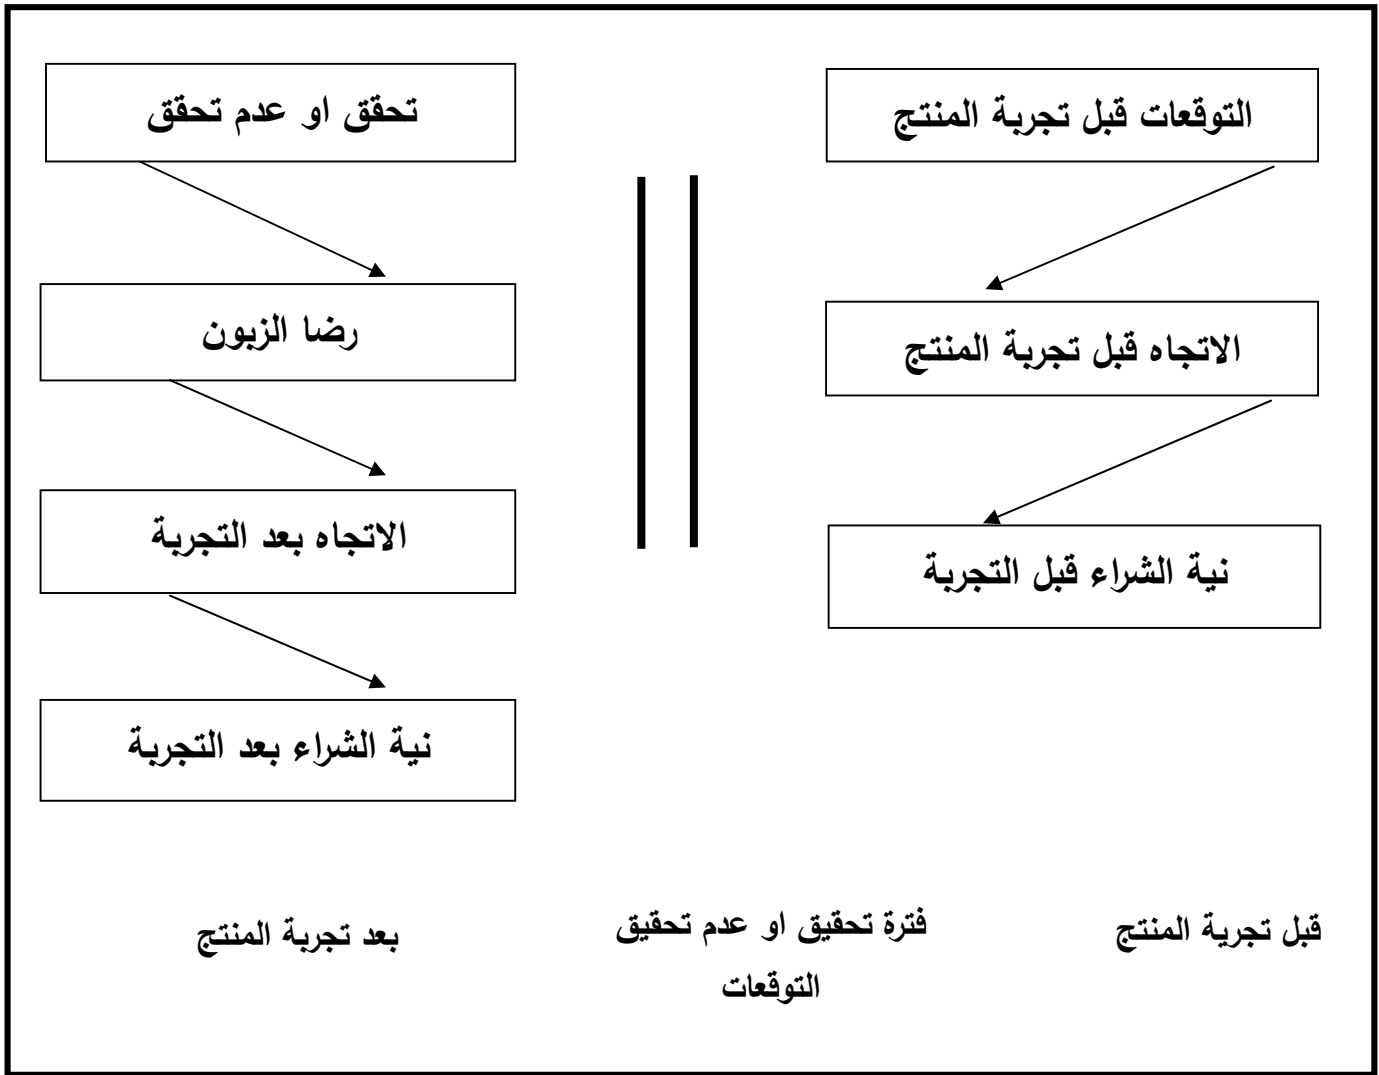 التوقعات قبل تجربة المنتج
الاتجاه قبل تجربة المنتج
نية الشراء قبل التجربة
تحقق او عدم تحقق
رضا الزبون
الاتجاه بعد التجربة
نية الشراء بعد التجربة
قبل تجربة المنتج
فترة تحقيق او عدم تحقيق
التوقعات
بعد تجربة المنتج